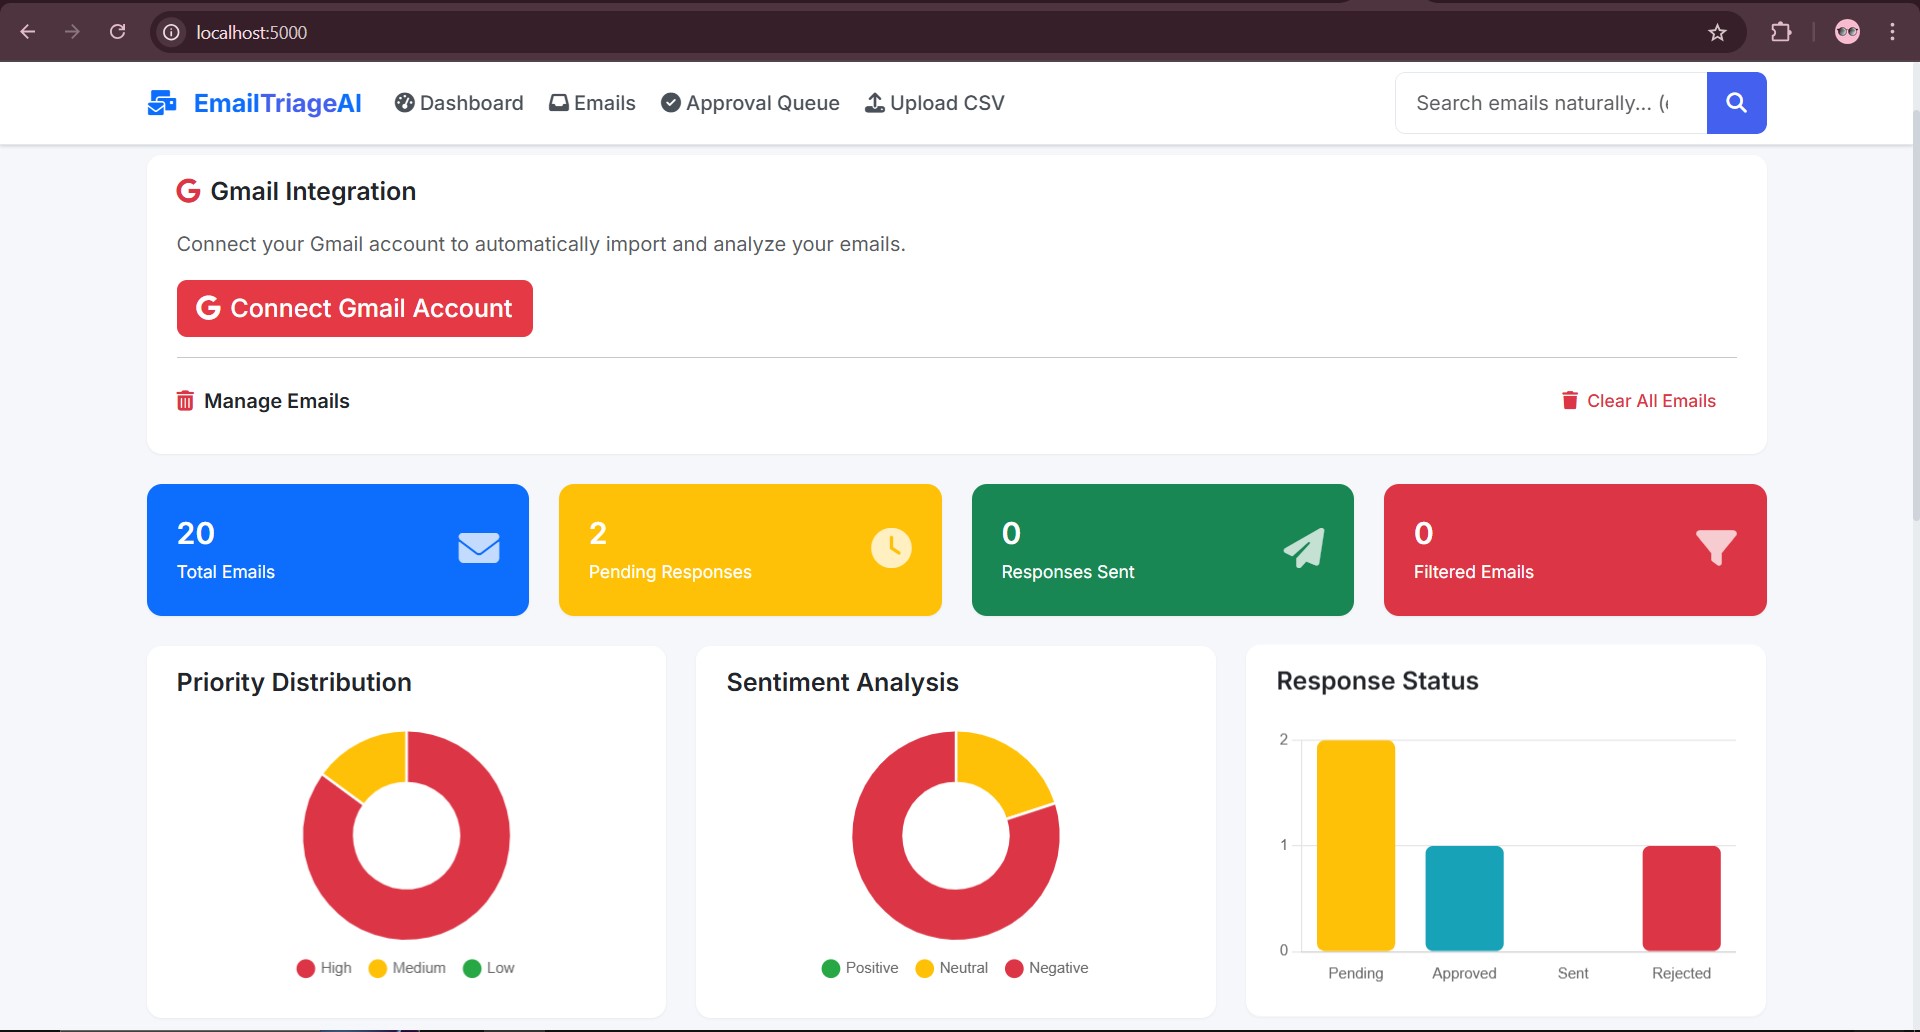 localhost:5000
EmailTriageAI Dashboard Emails Approval Queue Upload CSV Search emails naturally... (
Gmail Integration
Connect your Gmail account to automatically import and analyze your emails.
Connect Gmail Account
Manage Emails Clear All Emails
20
Total Emails
2
Pending Responses
0
Responses Sent
0
Filtered Emails
Priority Distribution
High Medium Low
Sentiment Analysis
Positive Neutral Negative
Response Status
2
1
0
Pending Approved Sent Rejected